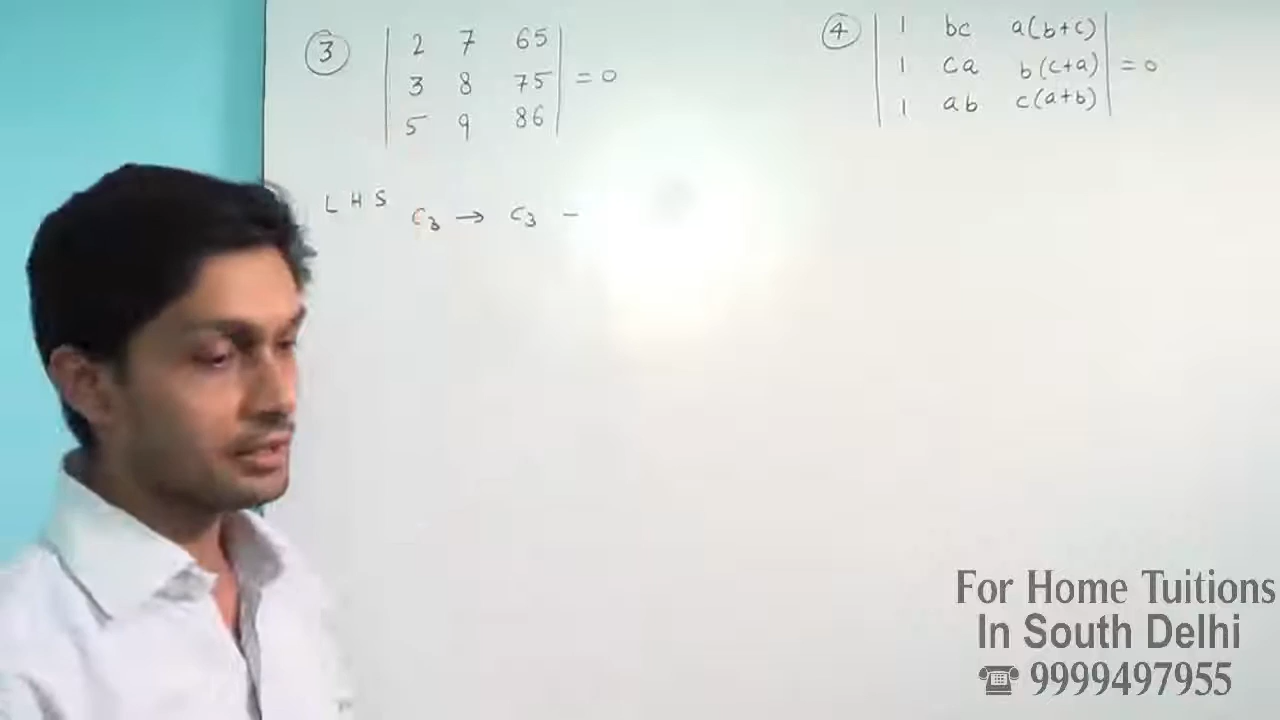 ③ | 2 7 65 |
| 3 8 75 | = 0
| 5 9 86 |
L H S C₃ → C₃ –
④ | 1 bc a(b+c) |
| 1 ca b(c+a) | = 0
| 1 ab c(a+b) |
For Home Tuitions
In South Delhi
☎ 9999497955